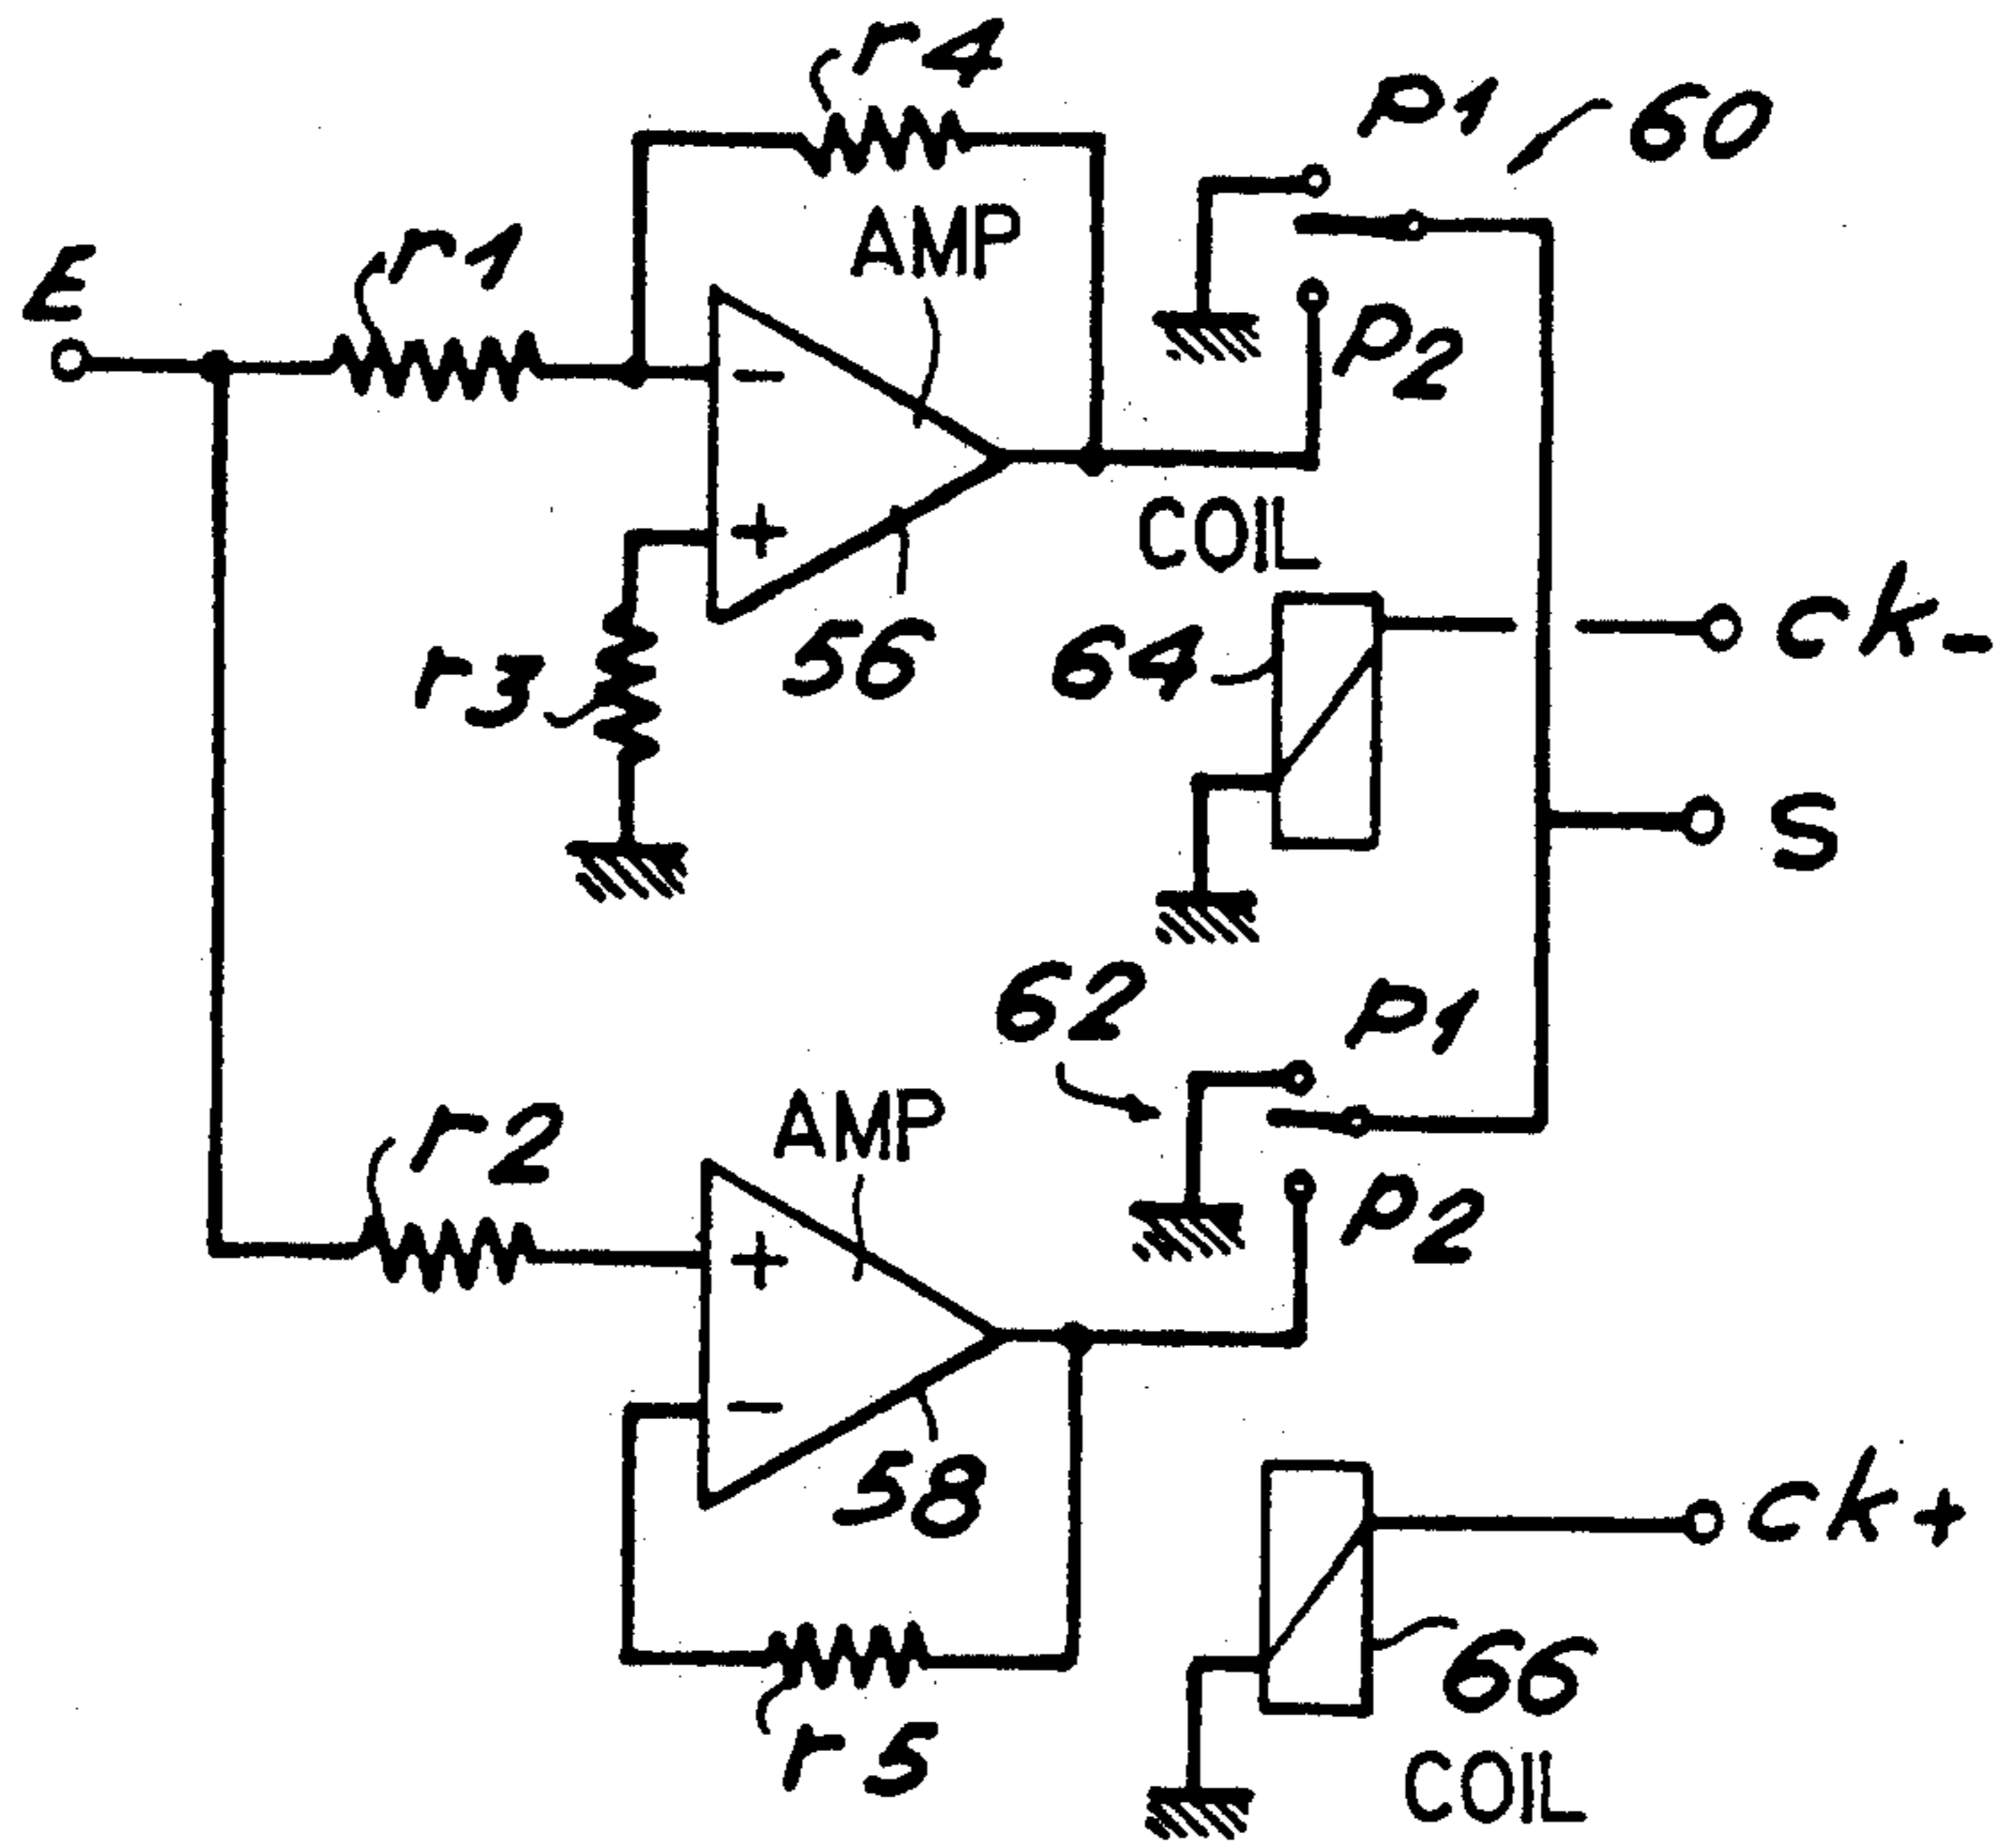 r4
p1
60
AMP
r1
E
p2
-
+
COIL
ck-
56
64
r3
S
62
p1
AMP
r2
p2
+
-
58
ck+
66
r5
COIL